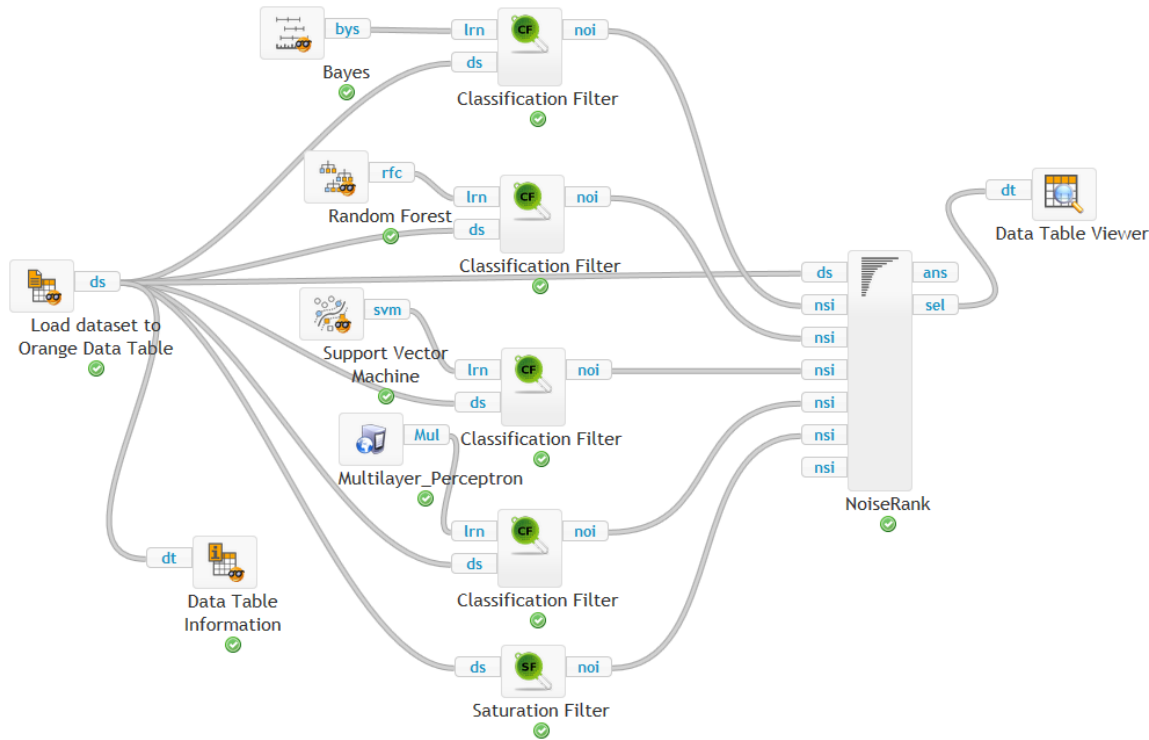 bys
lrn
CF
noi
ds
Bayes
Classification Filter
rfc
lrn
CF
noi
ds
Random Forest
Classification Filter
dt
Data Table Viewer
ds
Load dataset to
Orange Data Table
svm
Support Vector
Machine
lrn
CF
noi
ds
Classification Filter
ds
nsi
nsi
nsi
nsi
nsi
nsi
ans
sel
NoiseRank
Mul
Multilayer_Perceptron
lrn
CF
noi
ds
Classification Filter
dt
Data Table
Information
ds
SF
noi
Saturation Filter